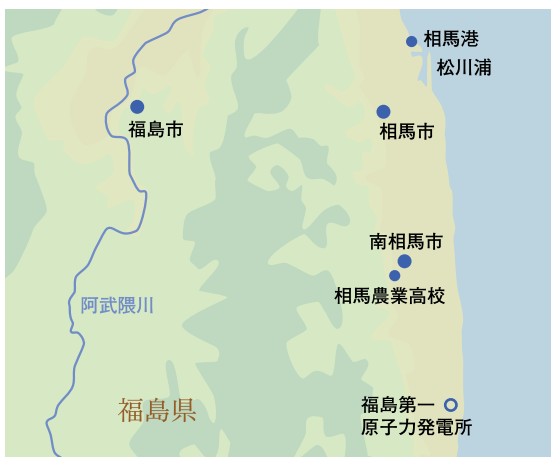 相馬港
松川浦
福島市
相馬市
南相馬市
相馬農業高校
阿武隈川
福島県
福島第一
原子力発電所